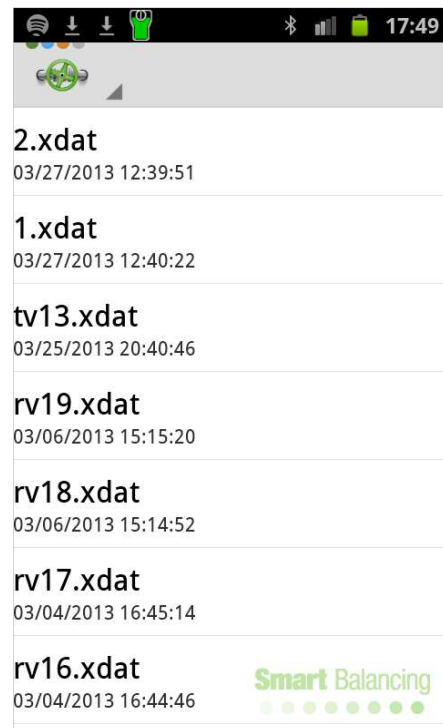 17:49
2.xdat
03/27/2013 12:39:51
1.xdat
03/27/2013 12:40:22
tv13.xdat
03/25/2013 20:40:46
rv19.xdat
03/06/2013 15:15:20
rv18.xdat
03/06/2013 15:14:52
rv17.xdat
03/04/2013 16:45:14
rv16.xdat
03/04/2013 16:44:46
Smart Balancing